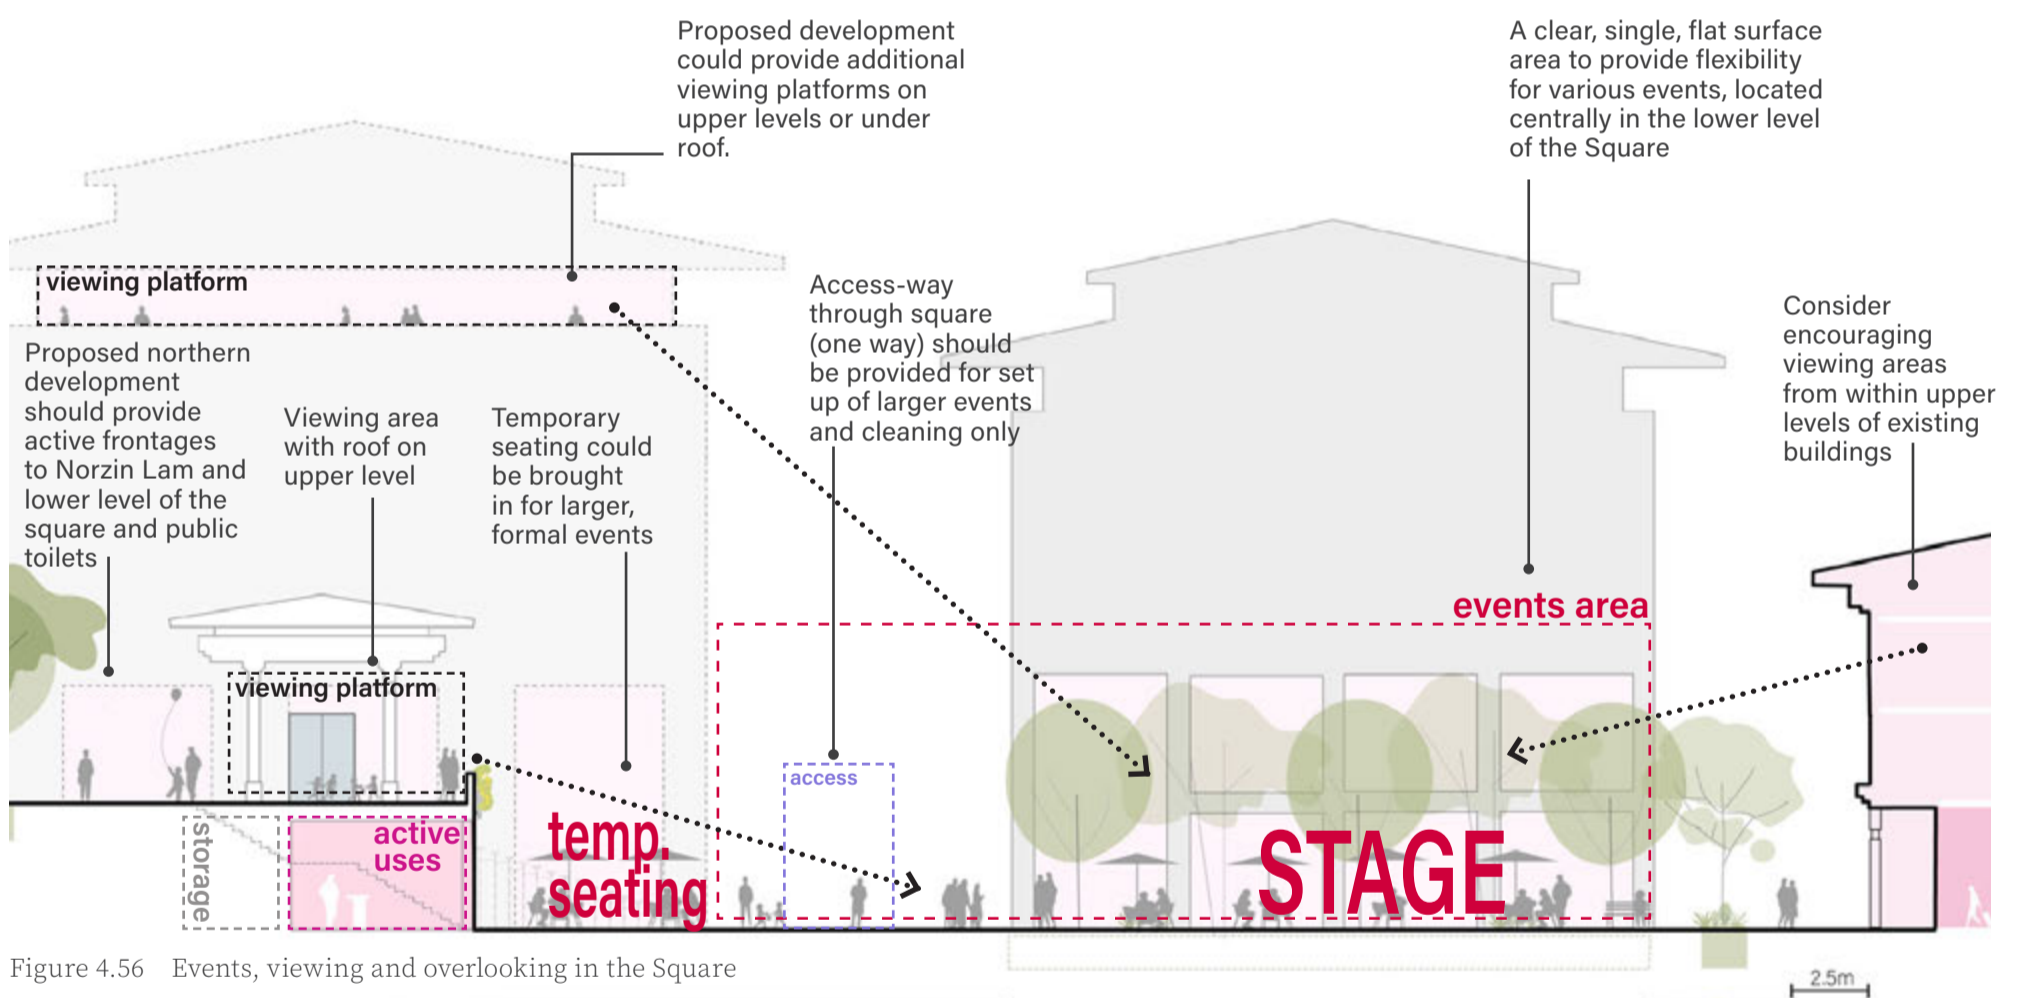 Proposed development
could provide additional
viewing platforms on
upper levels or under
roof.
A clear, single, flat surface
area to provide flexibility
for various events, located
centrally in the lower level
of the Square
viewing platform
Access-way
through square
(one way) should
be provided for set
up of larger events
and cleaning only
Consider
encouraging
viewing areas
from within upper
levels of existing
buildings
Proposed northern
development
should provide
active frontages
to Norzin Lam and
lower level of the
square and public
toilets
Viewing area
with roof on
upper level
Temporary
seating could
be brought
in for larger,
formal events
events area
viewing platform
access
storage
active
uses
temp.
seating
STAGE
Figure 4.56 Events, viewing and overlooking in the Square
2.5m